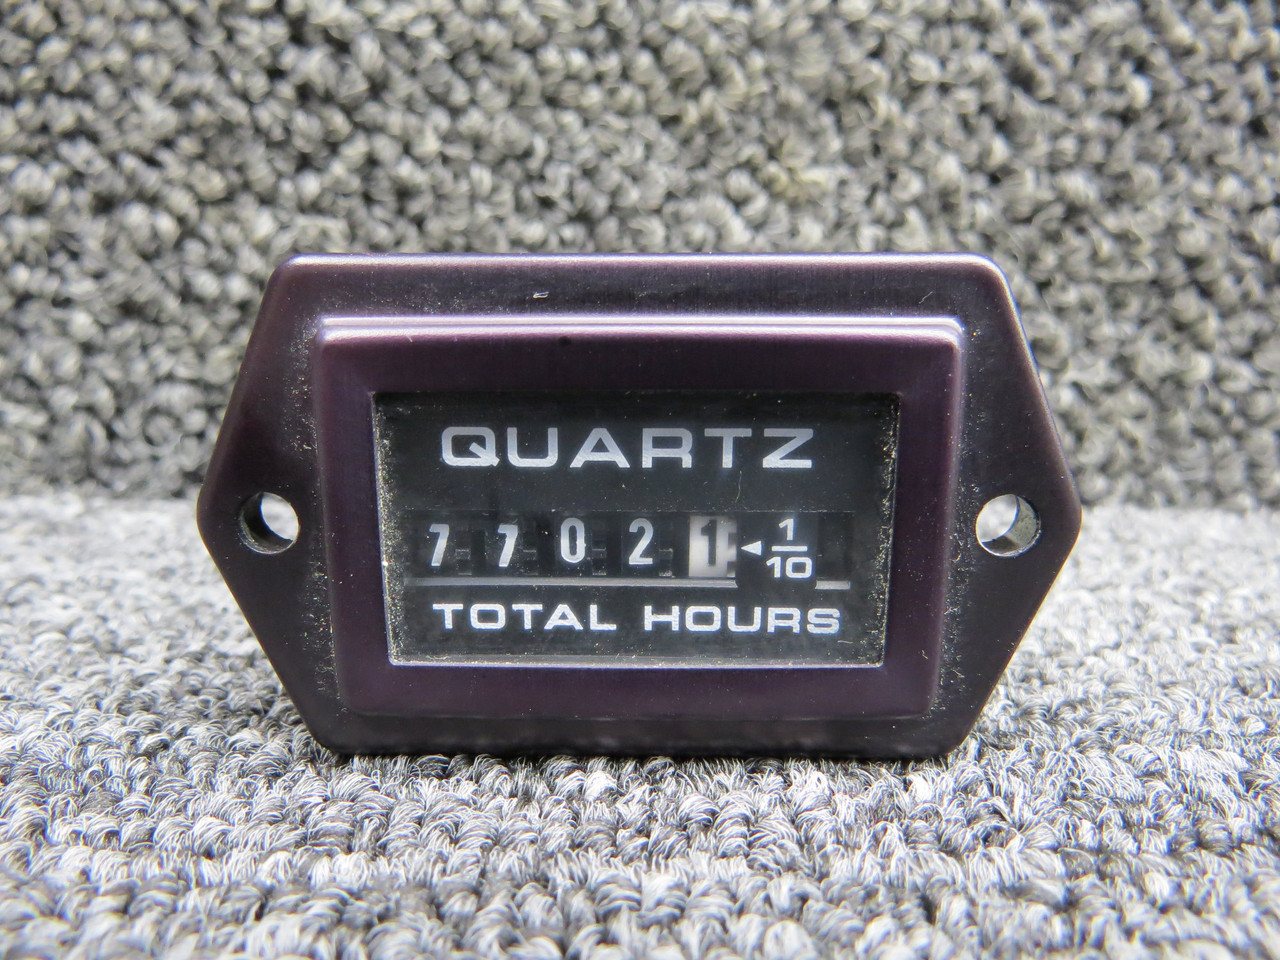 QUARTZ
7 7 0 2 1 ◄ 1/10
TOTAL HOURS